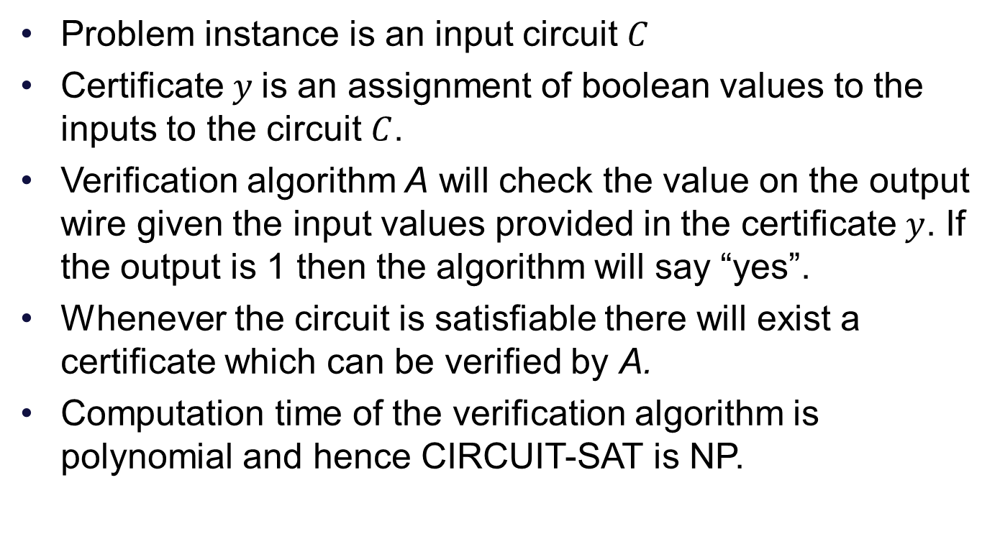 • Problem instance is an input circuit C
• Certificate y is an assignment of boolean values to the
inputs to the circuit C.
• Verification algorithm A will check the value on the output
wire given the input values provided in the certificate y. If
the output is 1 then the algorithm will say “yes”.
• Whenever the circuit is satisfiable there will exist a
certificate which can be verified by A.
• Computation time of the verification algorithm is
polynomial and hence CIRCUIT-SAT is NP.